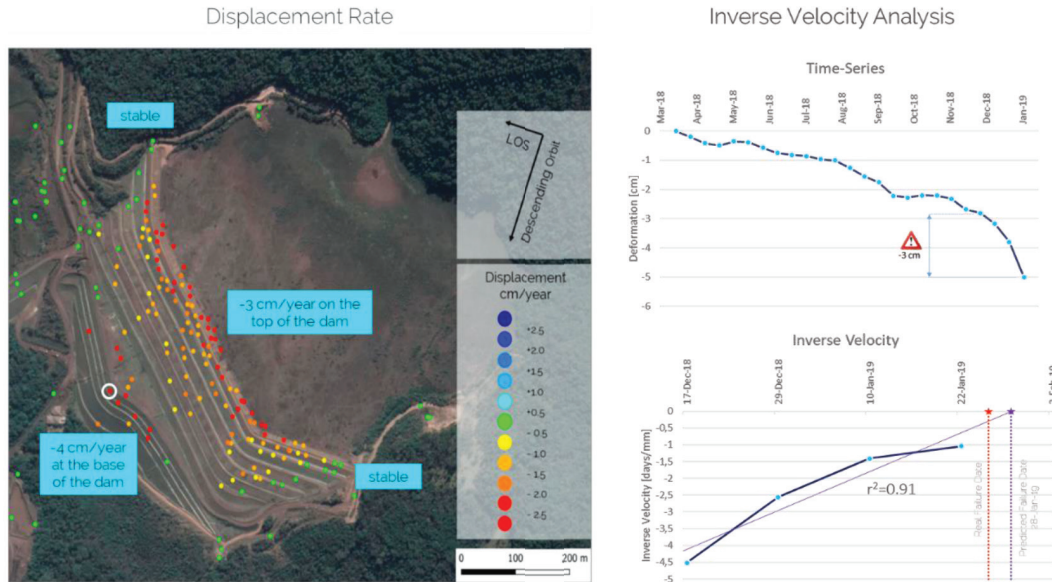 Displacement Rate
stable
-3 cm/year on the
top of the dam
-4 cm/year
at the base
of the dam
stable
LOS
Descending Orbit
Displacement
cm/year
+2.5
+2.0
+1.5
+1.0
+0.5
- 0.5
- 1.0
- 1.5
- 2.0
- 2.5
0 100 200 m
Inverse Velocity Analysis
Time-Series
Mar-18
Apr-18
May-18
Jun-18
Jul-18
Aug-18
Sep-18
Oct-18
Nov-18
Dec-18
Jan-19
Deformation [cm]
0
-1
-2
-3
-4
-5
-6
-3 cm
Inverse Velocity
17-Dec-18
29-Dec-18
10-Jan-19
22-Jan-19
Inverse Velocity [days/mm]
0
-0,5
-1
-1,5
-2
-2,5
-3
-3,5
-4
-4,5
-5
r²=0.91
Real Failure Date
Predicted Failure Date
28-Jan-19